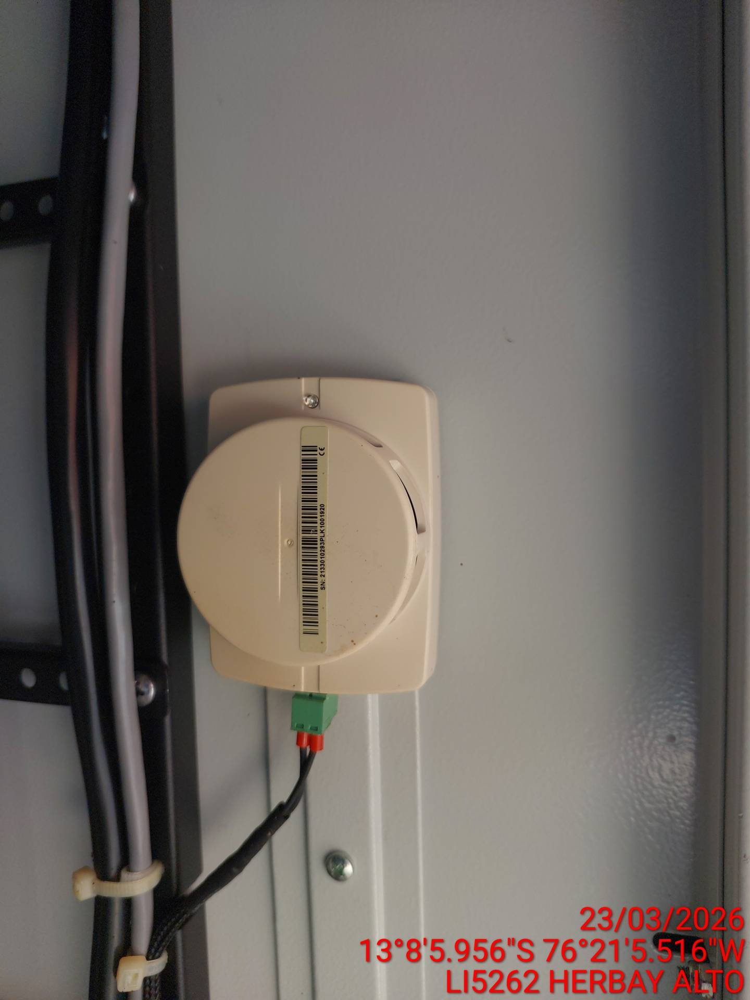 CE
SN: 2133010293PLK1001920
23/03/2026
13°8'5.956"S 76°21'5.516"W
LI5262 HERBAY ALTO